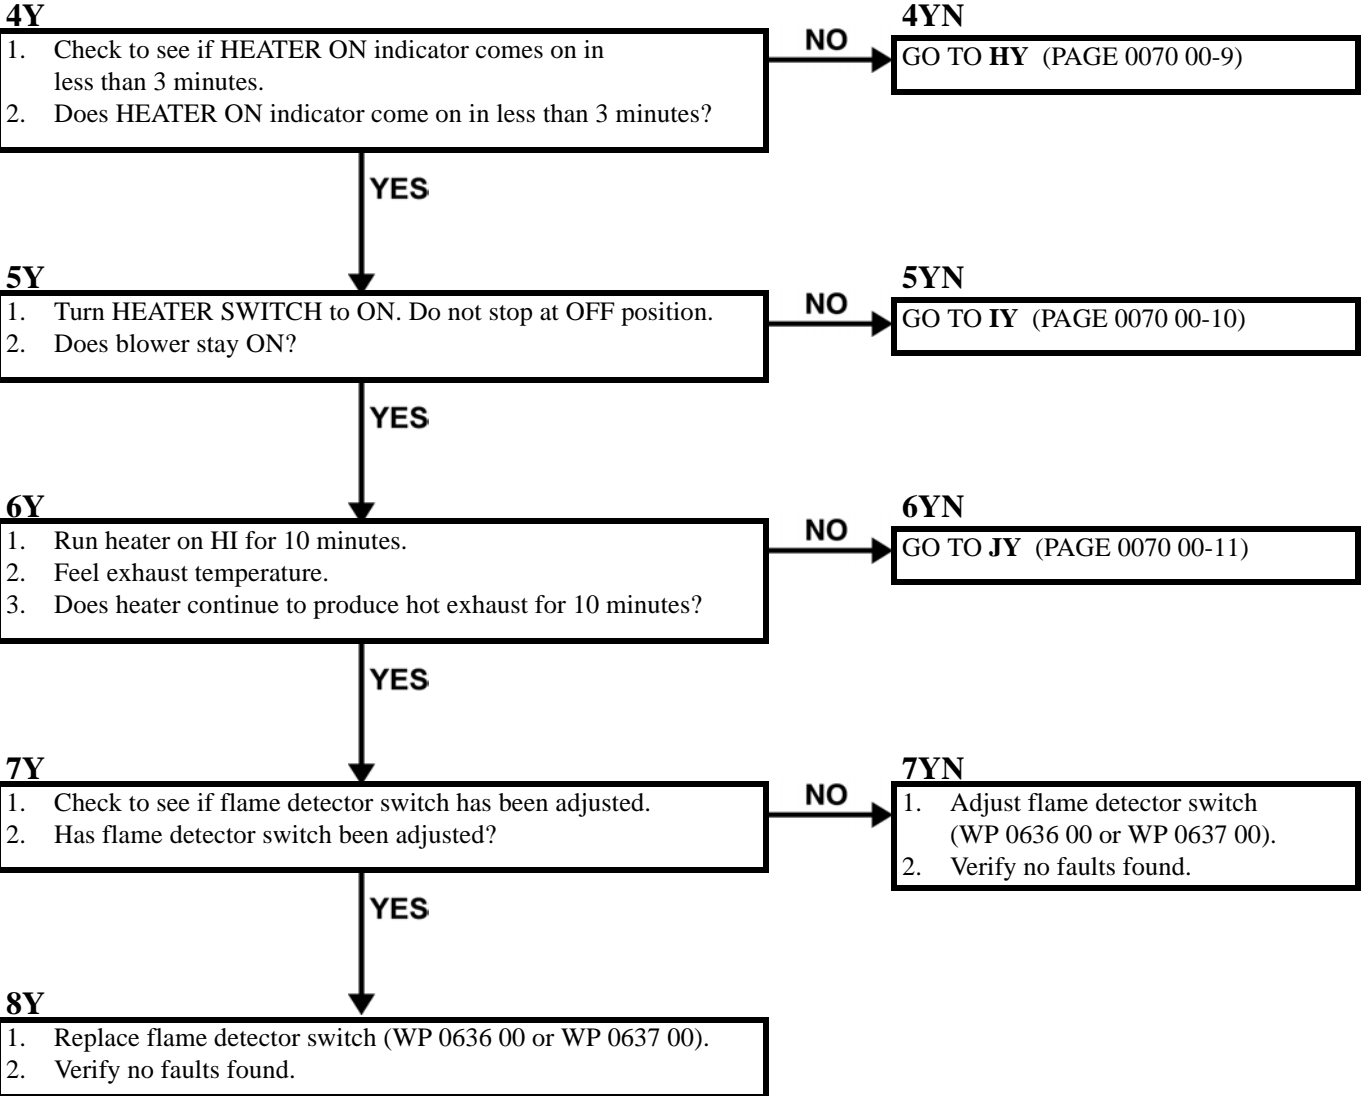 4Y
1. Check to see if HEATER ON indicator comes on in
less than 3 minutes.
2. Does HEATER ON indicator come on in less than 3 minutes?
NO
4YN
GO TO HY (PAGE 0070 00-9)
YES
5Y
1. Turn HEATER SWITCH to ON. Do not stop at OFF position.
2. Does blower stay ON?
NO
5YN
GO TO IY (PAGE 0070 00-10)
YES
6Y
1. Run heater on HI for 10 minutes.
2. Feel exhaust temperature.
3. Does heater continue to produce hot exhaust for 10 minutes?
NO
6YN
GO TO JY (PAGE 0070 00-11)
YES
7Y
1. Check to see if flame detector switch has been adjusted.
2. Has flame detector switch been adjusted?
NO
7YN
1. Adjust flame detector switch
(WP 0636 00 or WP 0637 00).
2. Verify no faults found.
YES
8Y
1. Replace flame detector switch (WP 0636 00 or WP 0637 00).
2. Verify no faults found.